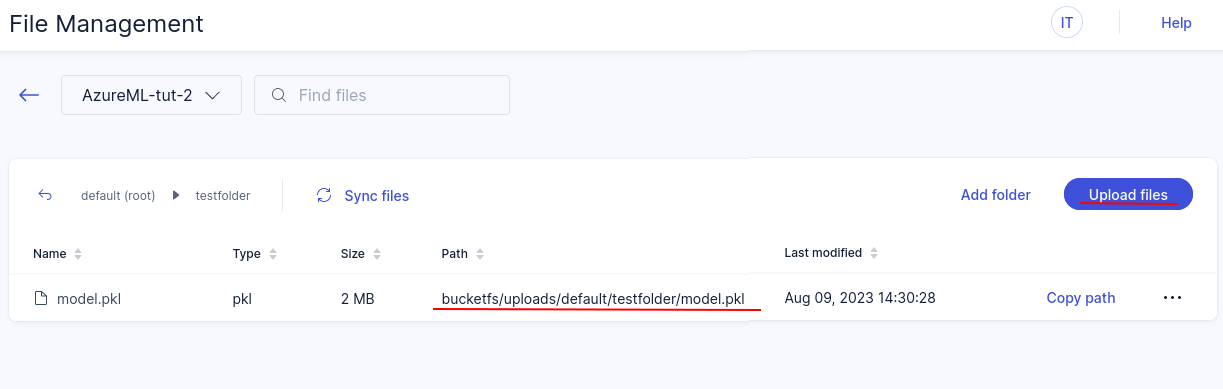 File Management
IT
Help
AzureML-tut-2
Find files
default (root) testfolder
Sync files
Add folder
Upload files
Name Type Size Path Last modified
model.pkl pkl 2 MB bucketfs/uploads/default/testfolder/model.pkl Aug 09, 2023 14:30:28 Copy path